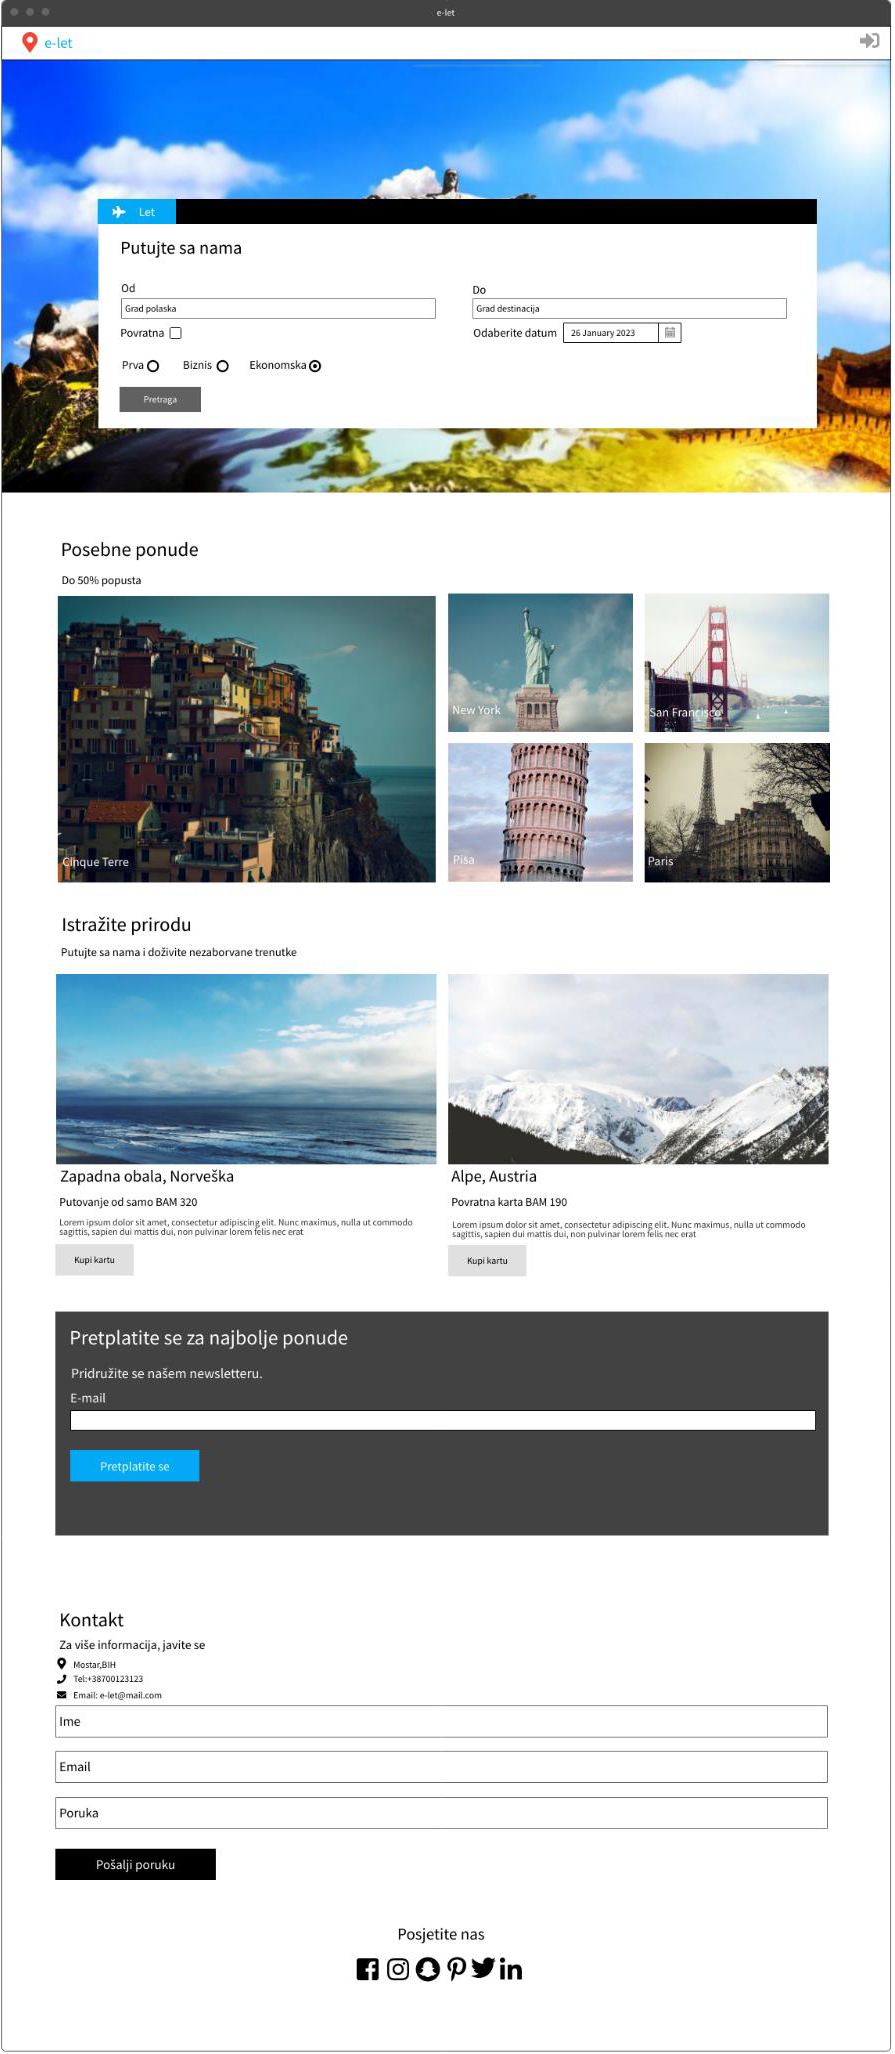 e-let
e-let
Let
Putujte sa nama
Od
Do
Grad polaska
Grad destinacija
Povratna
Odaberite datum
26 January 2023
Prva
Biznis
Ekonomska
Pretraga
Posebne ponude
Do 50% popusta
Cinque Terre
New York
San Francisco
Pisa
Paris
Istražite prirodu
Putujte sa nama i doživite nezaborvane trenutke
Zapadna obala, Norveška
Putovanje od samo BAM 320
Lorem ipsum dolor sit amet, consectetur adipiscing elit. Nunc maximus, nulla ut commodo
sagittis, sapien dui mattis dui, non pulvinar lorem felis nec erat
Kupi kartu
Alpe, Austria
Povratna karta BAM 190
Lorem ipsum dolor sit amet, consectetur adipiscing elit. Nunc maximus, nulla ut commodo
sagittis, sapien dui mattis dui, non pulvinar lorem felis nec erat
Kupi kartu
Pretplatite se za najbolje ponude
Pridružite se našem newsletteru.
E-mail
Pretplatite se
Kontakt
Za više informacija, javite se
Mostar,BIH
Tel:+38700123123
Email: e-let@mail.com
Ime
Email
Poruka
Pošalji poruku
Posjetite nas